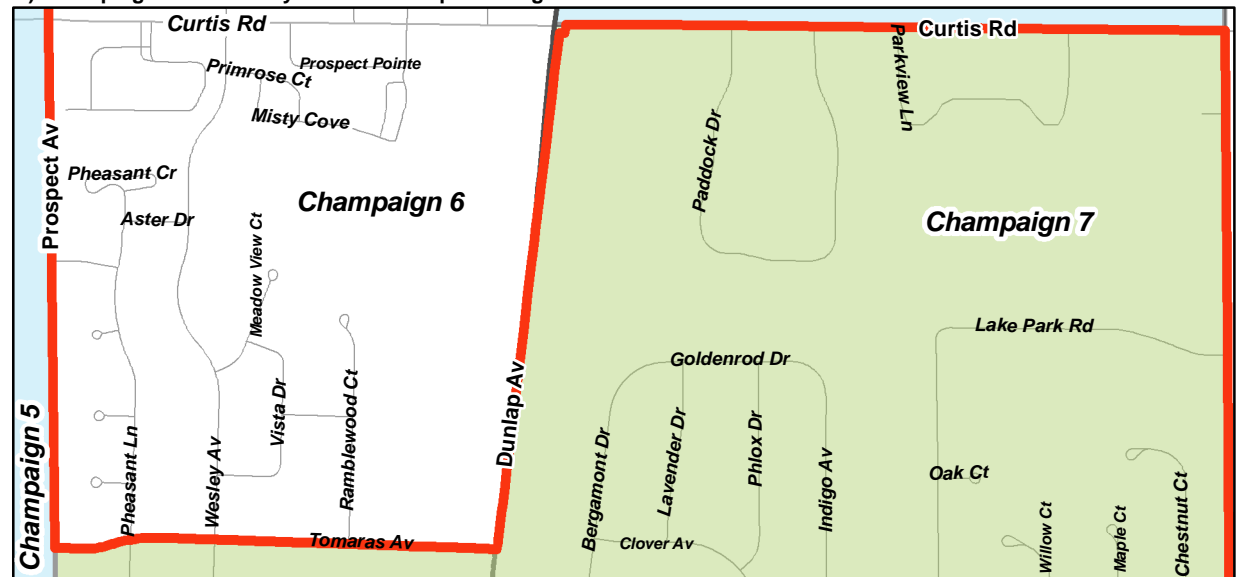 Curtis Rd
Curtis Rd
Primrose Ct
Prospect Pointe
Misty Cove
Parkview Ln
Prospect Av
Pheasant Cr
Paddock Dr
Champaign 6
Champaign 7
Aster Dr
Meadow View Ct
Lake Park Rd
Goldenrod Dr
Dunlap Av
Vista Dr
Ramblewood Ct
Champaign 5
Pheasant Ln
Wesley Av
Bergamont Dr
Lavender Dr
Phlox Dr
Indigo Av
Oak Ct
Willow Ct
Maple Ct
Chestnut Ct
Tomaras Av
Clover Av